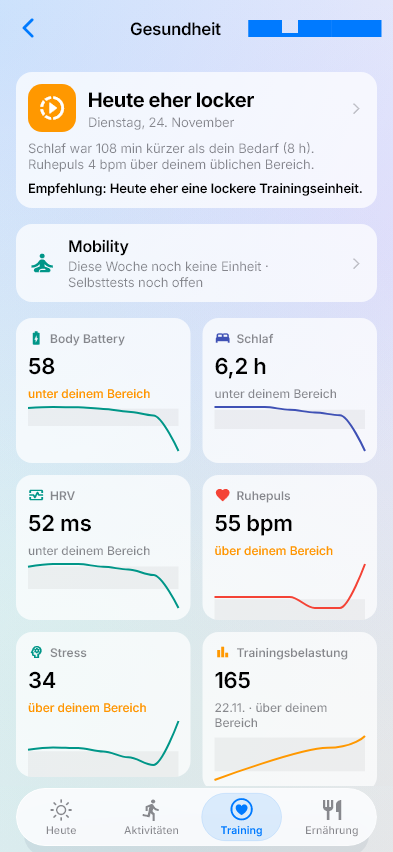 Gesundheit
Heute eher locker
Dienstag, 24. November
Schlaf war 108 min kürzer als dein Bedarf (8 h).
Ruhepuls 4 bpm über deinem üblichen Bereich.
Empfehlung: Heute eher eine lockere Trainingseinheit.
Mobility
Diese Woche noch keine Einheit ·
Selbsttests noch offen
Body Battery
58
unter deinem Bereich
Schlaf
6,2 h
unter deinem Bereich
HRV
52 ms
unter deinem Bereich
Ruhepuls
55 bpm
über deinem Bereich
Stress
34
über deinem Bereich
Trainingsbelastung
165
22.11. · über deinem
Bereich
Heute
Aktivitäten
Training
Ernährung